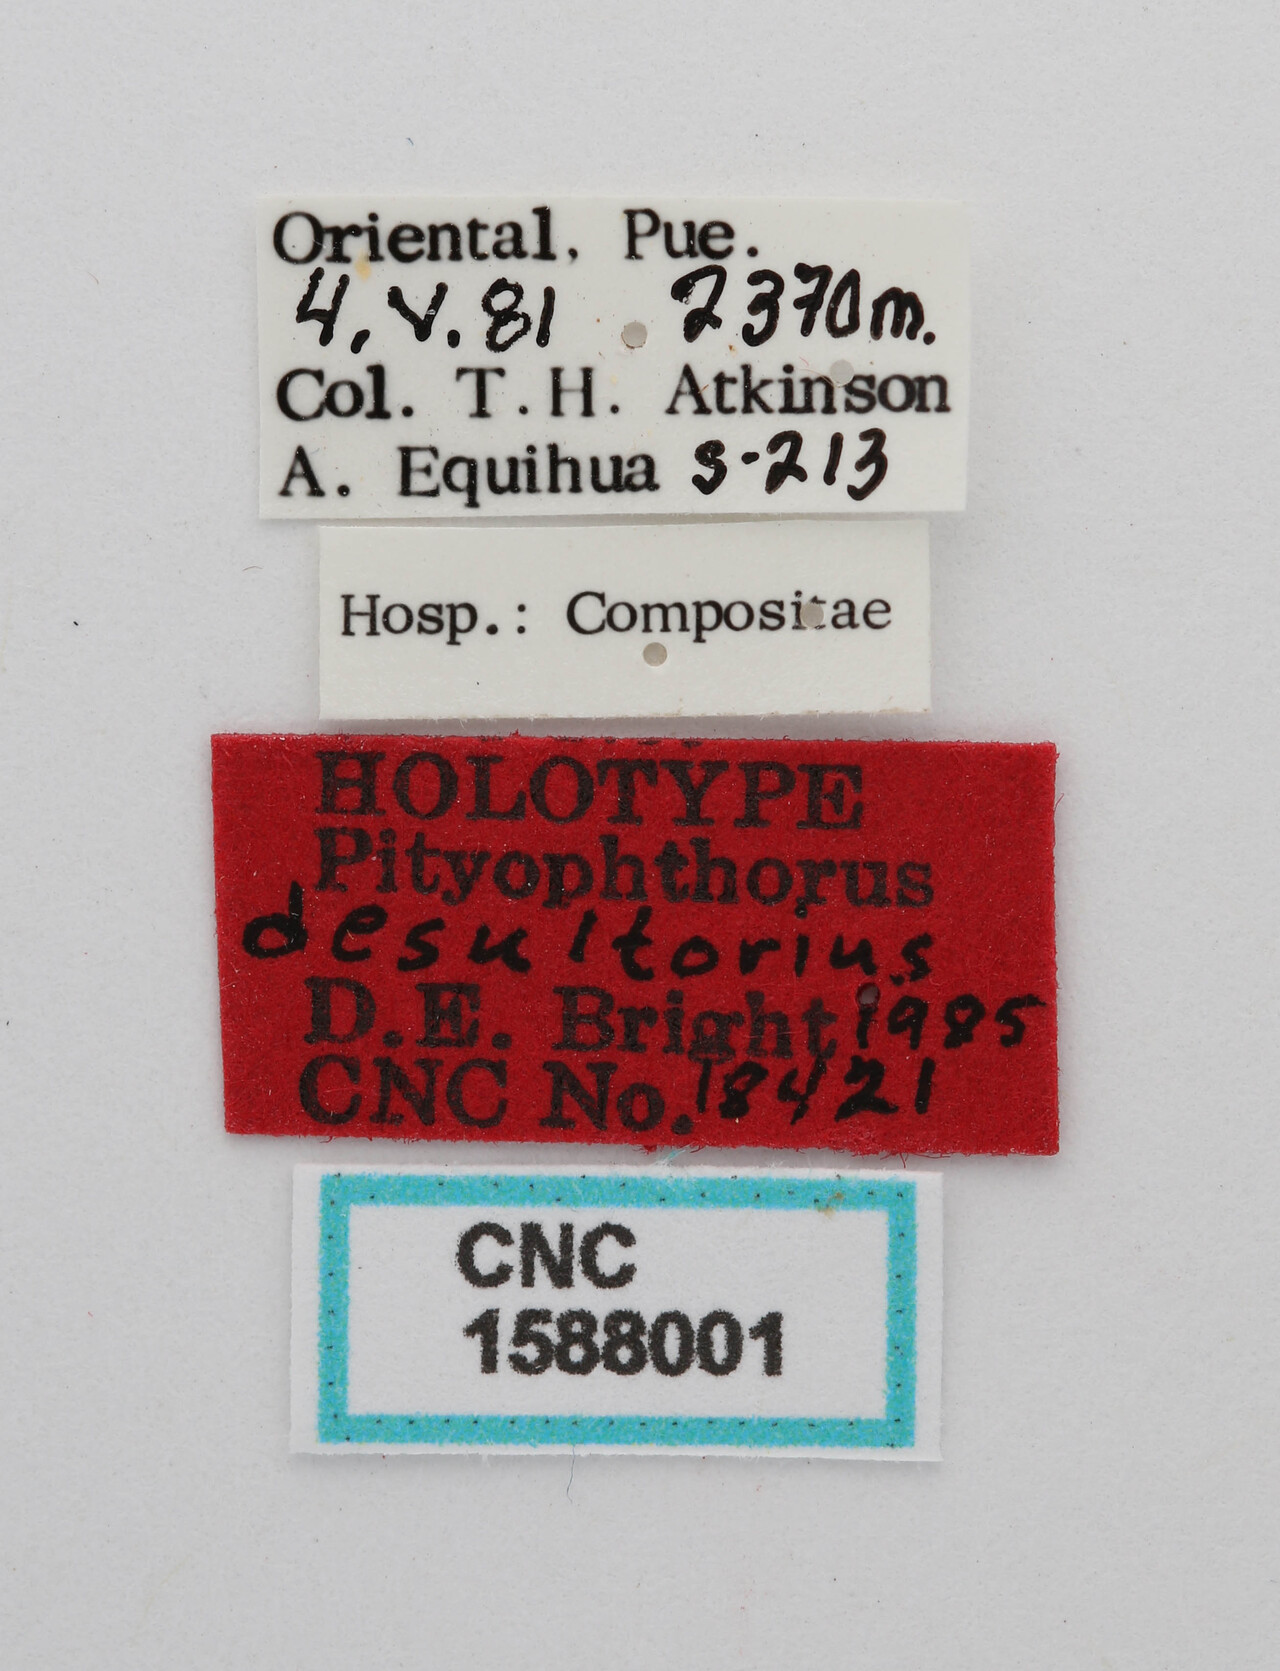 Oriental, Pue.
4.V.81 2370m.
Col. T.H. Atkinson
A. Equihua S-213
Hosp.: Compositae
HOLOTYPE
Pityophthorus
desultorius
D.E. Bright 1985
CNC No. 18421
CNC
1588001